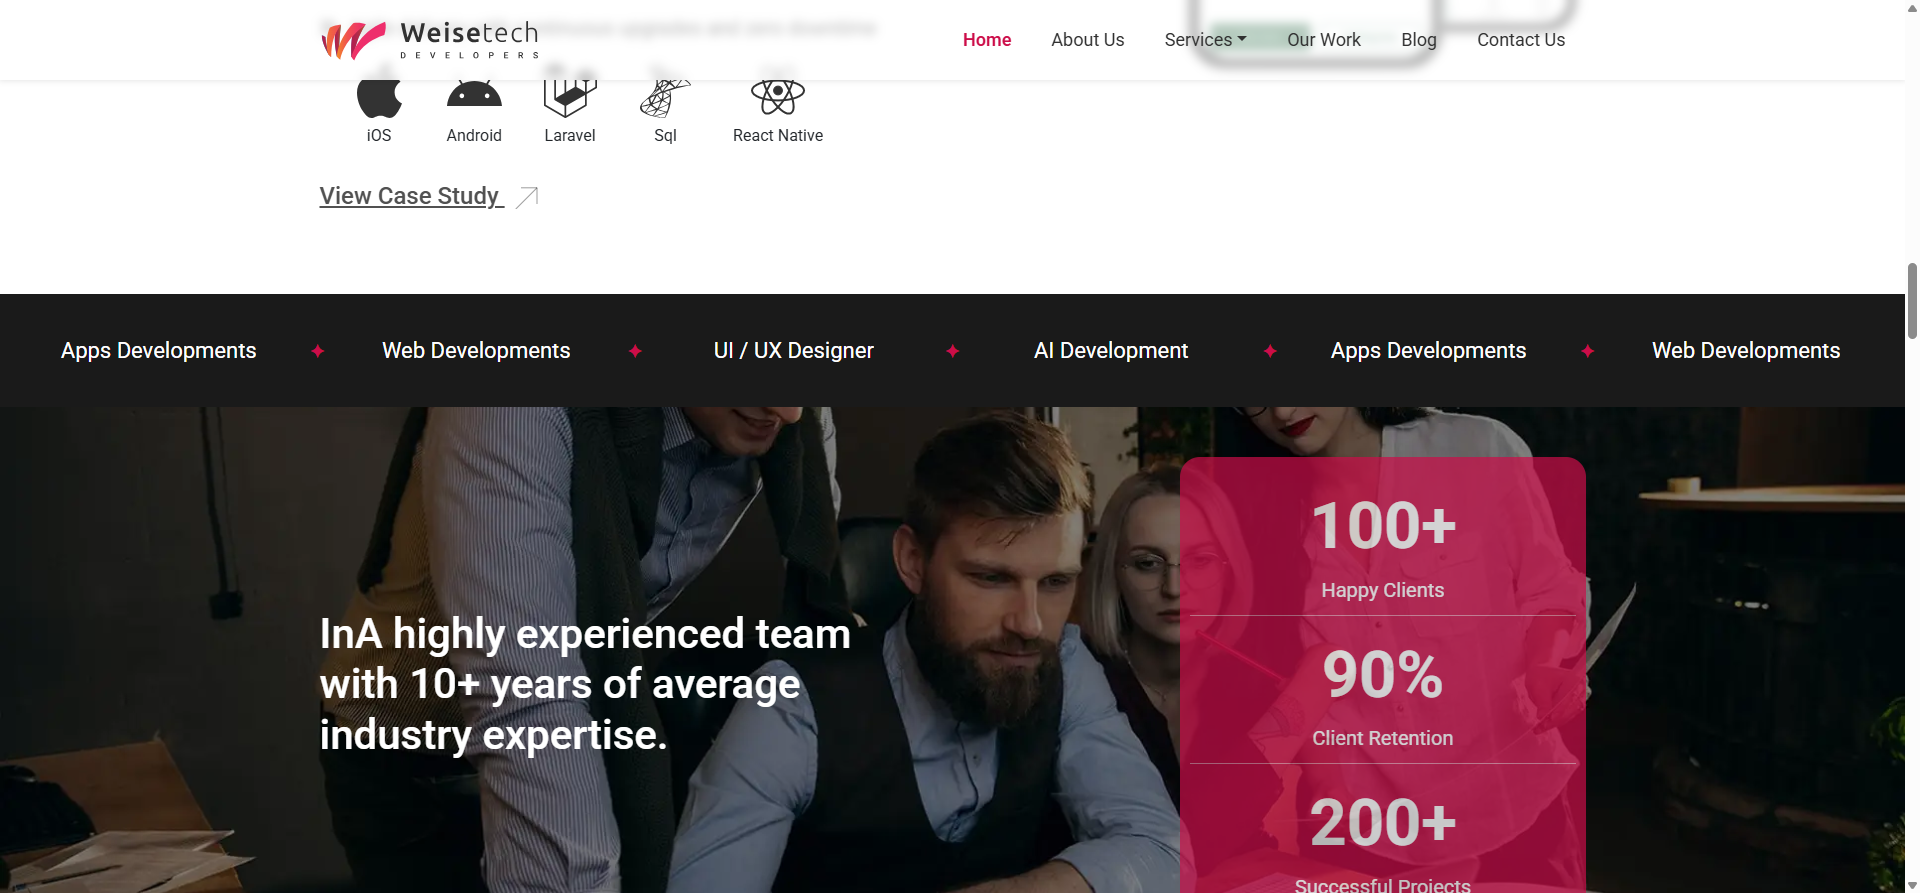 Weisetech
DEVELOPERS
Home
About Us
Services
Our Work
Blog
Contact Us
iOS
Android
Laravel
Sql
React Native
View Case Study
Apps Developments
Web Developments
UI / UX Designer
AI Development
Apps Developments
Web Developments
InA highly experienced team
with 10+ years of average
industry expertise.
100+
Happy Clients
90%
Client Retention
200+
Successful Projects